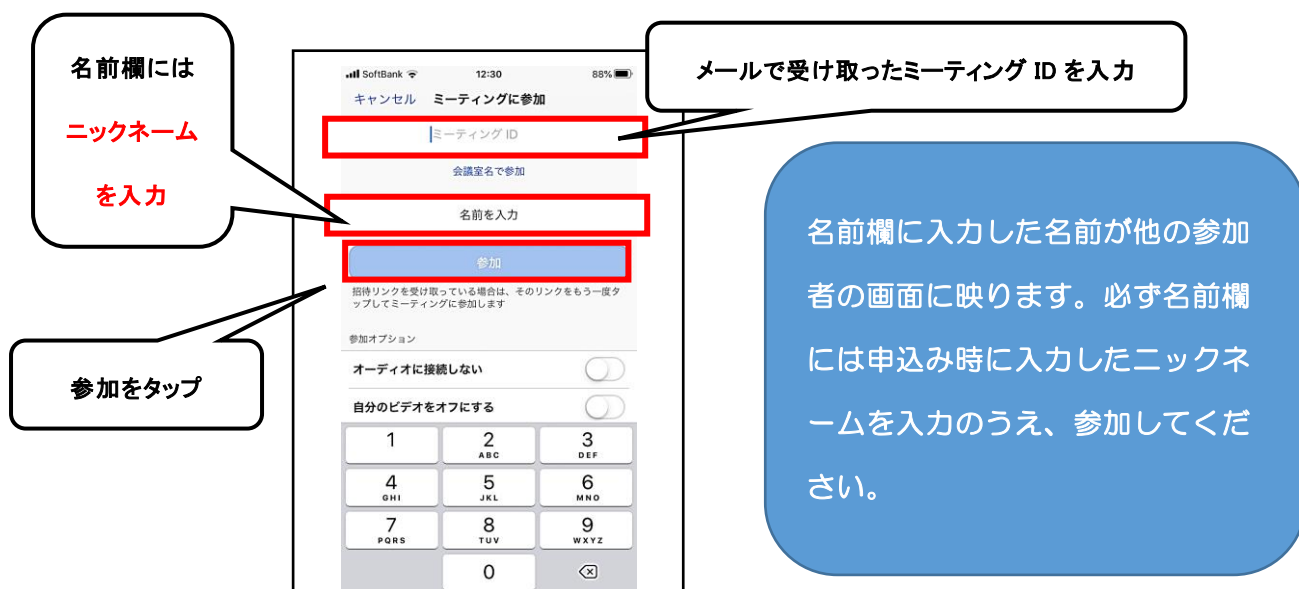 名前欄には
ニックネーム
を入力
メールで受け取ったミーティング ID を入力
SoftBank 12:30 88%
キャンセル ミーティングに参加
ミーティング ID
会議室名で参加
名前を入力
参加
招待リンクを受け取っている場合は、そのリンクをもう一度タ
ップしてミーティングに参加します
参加オプション
オーディオに接続しない
自分のビデオをオフにする
1 2 3
ABC DEF
4 5 6
GHI JKL MNO
7 8 9
PQRS TUV WXYZ
0
参加をタップ
名前欄に入力した名前が他の参加
者の画面に映ります。必ず名前欄
には申込み時に入力したニックネ
ームを入力のうえ、参加してくだ
さい。